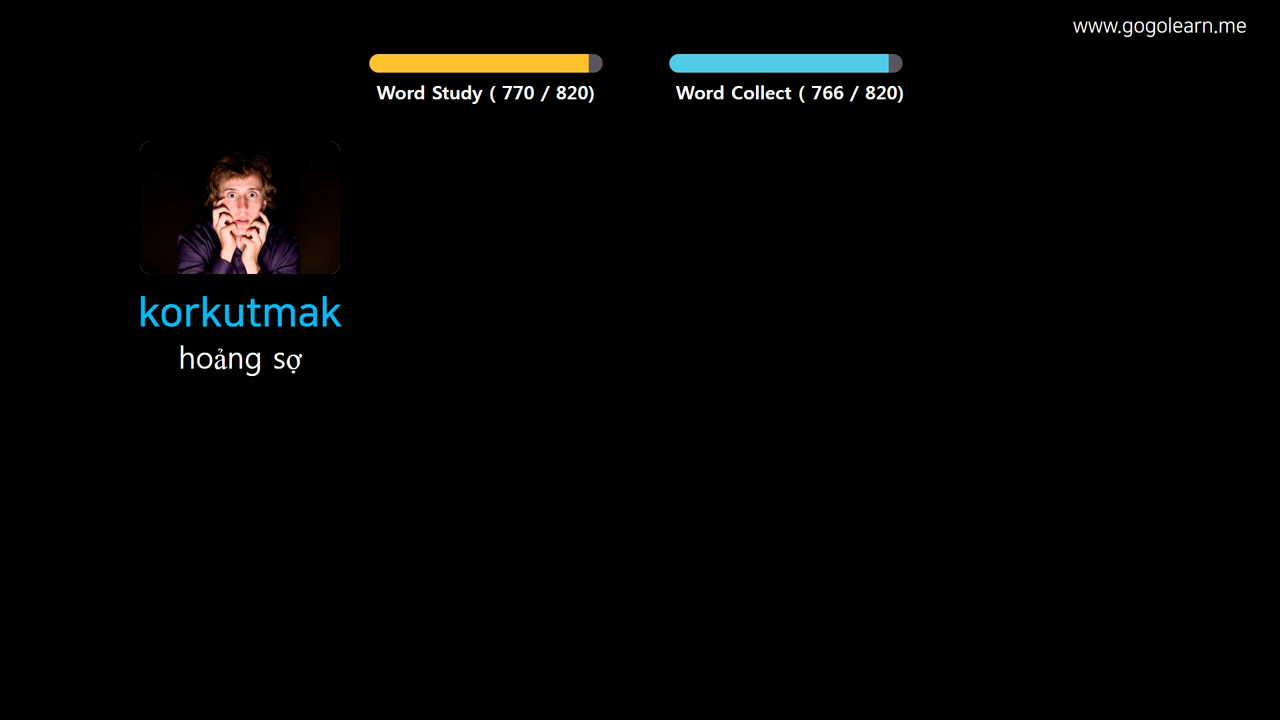 www.gogolearn.me
Word Study ( 770 / 820)
Word Collect ( 766 / 820)
korkutmak
hoảng sợ